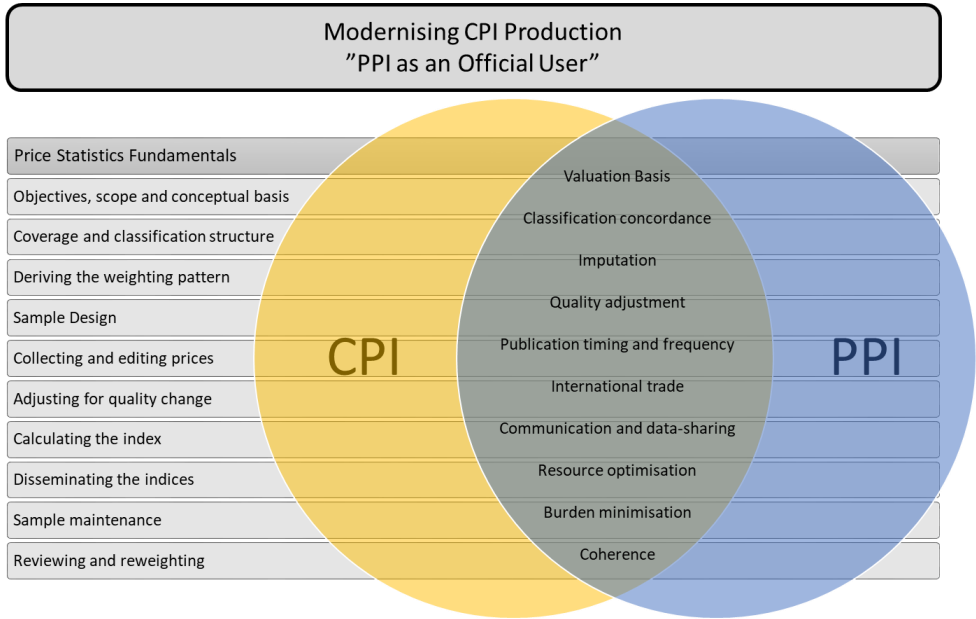 Modernising CPI Production
”PPI as an Official User”
Price Statistics Fundamentals
Objectives, scope and conceptual basis
Coverage and classification structure
Deriving the weighting pattern
Sample Design
Collecting and editing prices
Adjusting for quality change
Calculating the index
Disseminating the indices
Sample maintenance
Reviewing and reweighting
CPI
Valuation Basis
Classification concordance
Imputation
Quality adjustment
Publication timing and frequency
International trade
Communication and data-sharing
Resource optimisation
Burden minimisation
Coherence
PPI